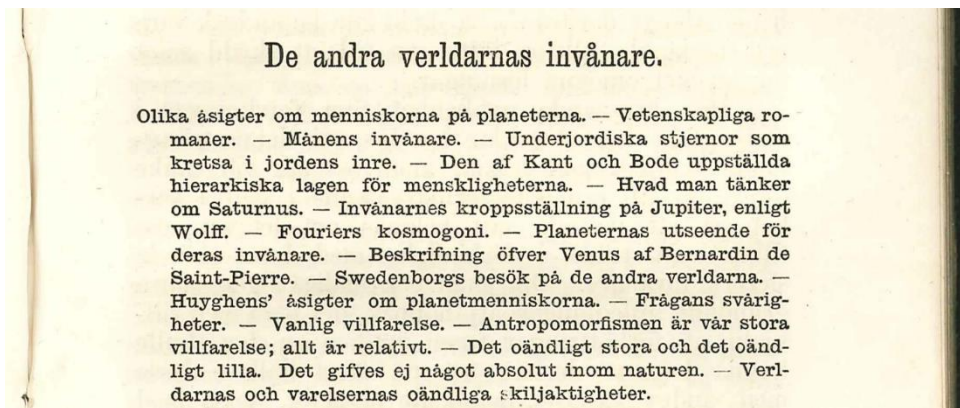 De andra verldarnas invånare.
Olika åsigter om menniskorna på planeterna. — Vetenskapliga ro-
maner. — Månens invånare. — Underjordiska stjernor som
kretsa i jordens inre. — Den af Kant och Bode uppställda
hierarkiska lagen för menskligheterna. — Hvad man tänker
om Saturnus. — Invånarnes kroppsställning på Jupiter, enligt
Wolff. — Fouriers kosmogoni. — Planeternas utseende för
deras invånare. — Beskrifning öfver Venus af Bernardin de
Saint-Pierre. — Swedenborgs besök på de andra verldarna. —
Huyghens' åsigter om planetmenniskorna. — Frågans svårig-
heter. — Vanlig villfarelse. — Antropomorfismen är vår stora
villfarelse; allt är relativt. — Det oändligt stora och det oänd-
ligt lilla. Det gifves ej något absolut inom naturen. — Verl-
darnas och varelsernas oändliga skiljaktigheter.